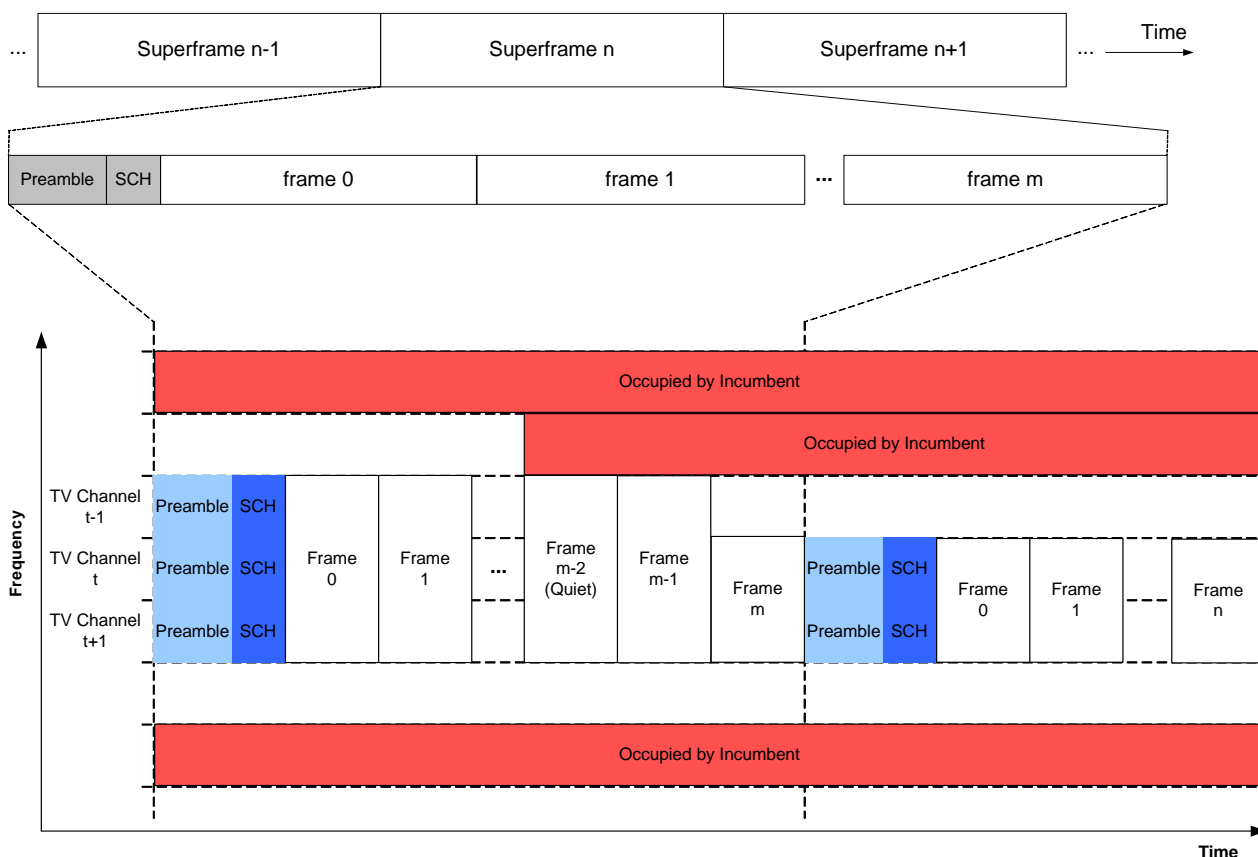 ... Superframe n-1 Superframe n Superframe n+1 ... Time
Preamble SCH frame 0 frame 1 ... frame m
Occupied by Incumbent
Occupied by Incumbent
TV Channel
t-1
Preamble SCH
TV Channel
t
Preamble SCH
TV Channel
t+1
Preamble SCH
Frame
0
Frame
1
...
Frame
m-2
(Quiet)
Frame
m-1
Frame
m
Preamble SCH
Preamble SCH
Frame
0
Frame
1
Frame
n
Occupied by Incumbent
Frequency
Time